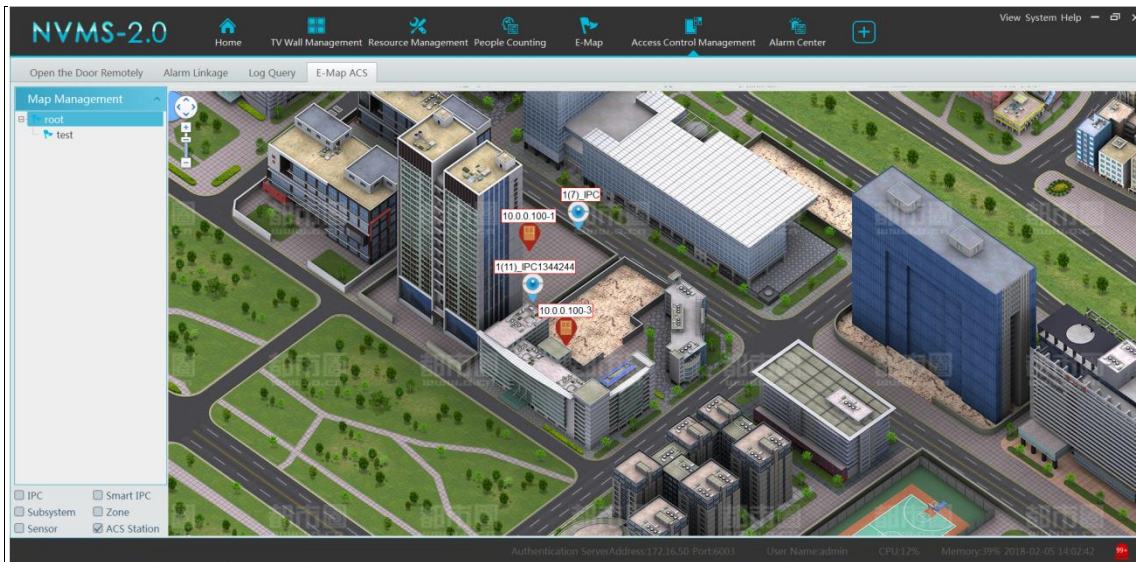 NVMS-2.0
View System Help
Home
TV Wall Management
Resource Management
People Counting
E-Map
Access Control Management
Alarm Center
Open the Door Remotely
Alarm Linkage
Log Query
E-Map ACS
Map Management
root
test
1(7)_IPC
10.0.0.100-1
1(11)_IPC1344244
10.0.0.100-3
IPC
Smart IPC
Subsystem
Zone
Sensor
ACS Station
Authentication ServerAddress:172.16.50 Port:6003
User Name:admin
CPU:12%
Memory:39% 2018-02-05 14:02:42
99+